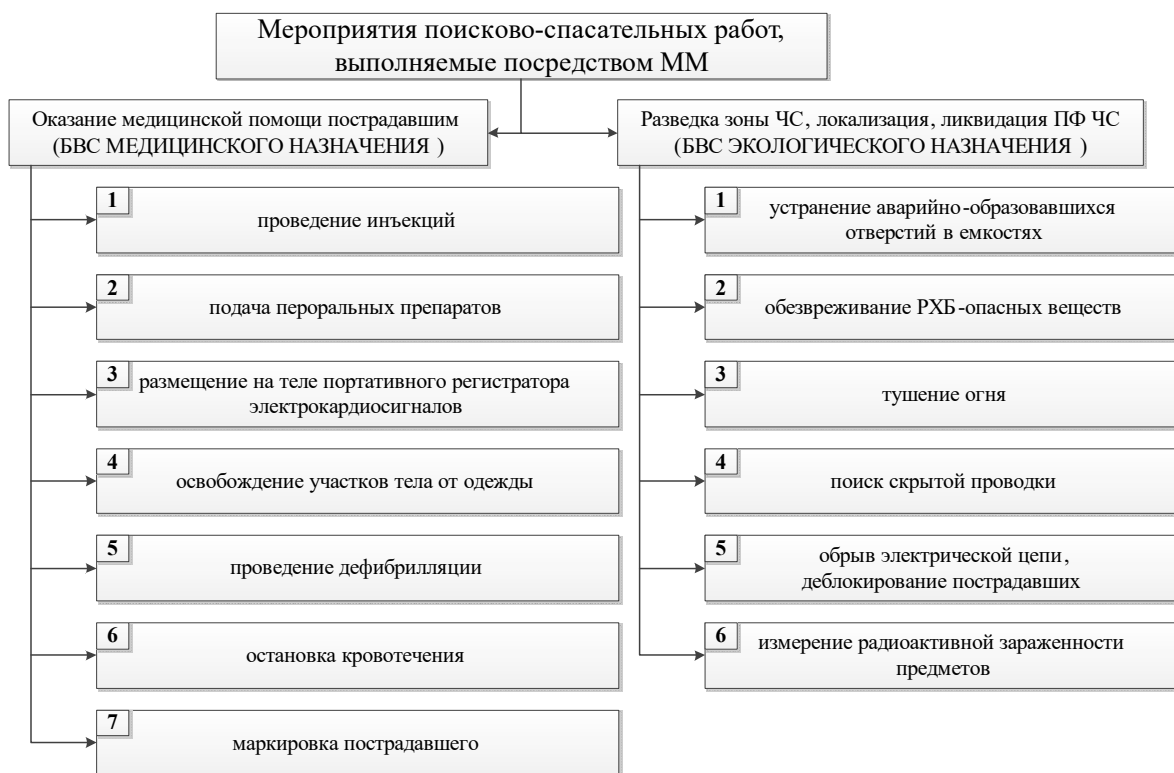 Мероприятия поисково-спасательных работ,
выполняемые посредством ММ
Оказание медицинской помощи пострадавшим
(БВС МЕДИЦИНСКОГО НАЗНАЧЕНИЯ )
1
проведение инъекций
2
подача пероральных препаратов
3
размещение на теле портативного регистратора
электрокардиосигналов
4
освобождение участков тела от одежды
5
проведение дефибрилляции
6
остановка кровотечения
7
маркировка пострадавшего
Разведка зоны ЧС, локализация, ликвидация ПФ ЧС
(БВС ЭКОЛОГИЧЕСКОГО НАЗНАЧЕНИЯ )
1
устранение аварийно-образовавшихся
отверстий в емкостях
2
обезвреживание РХБ-опасных веществ
3
тушение огня
4
поиск скрытой проводки
5
обрыв электрической цепи,
деблокирование пострадавших
6
измерение радиоактивной зараженности
предметов